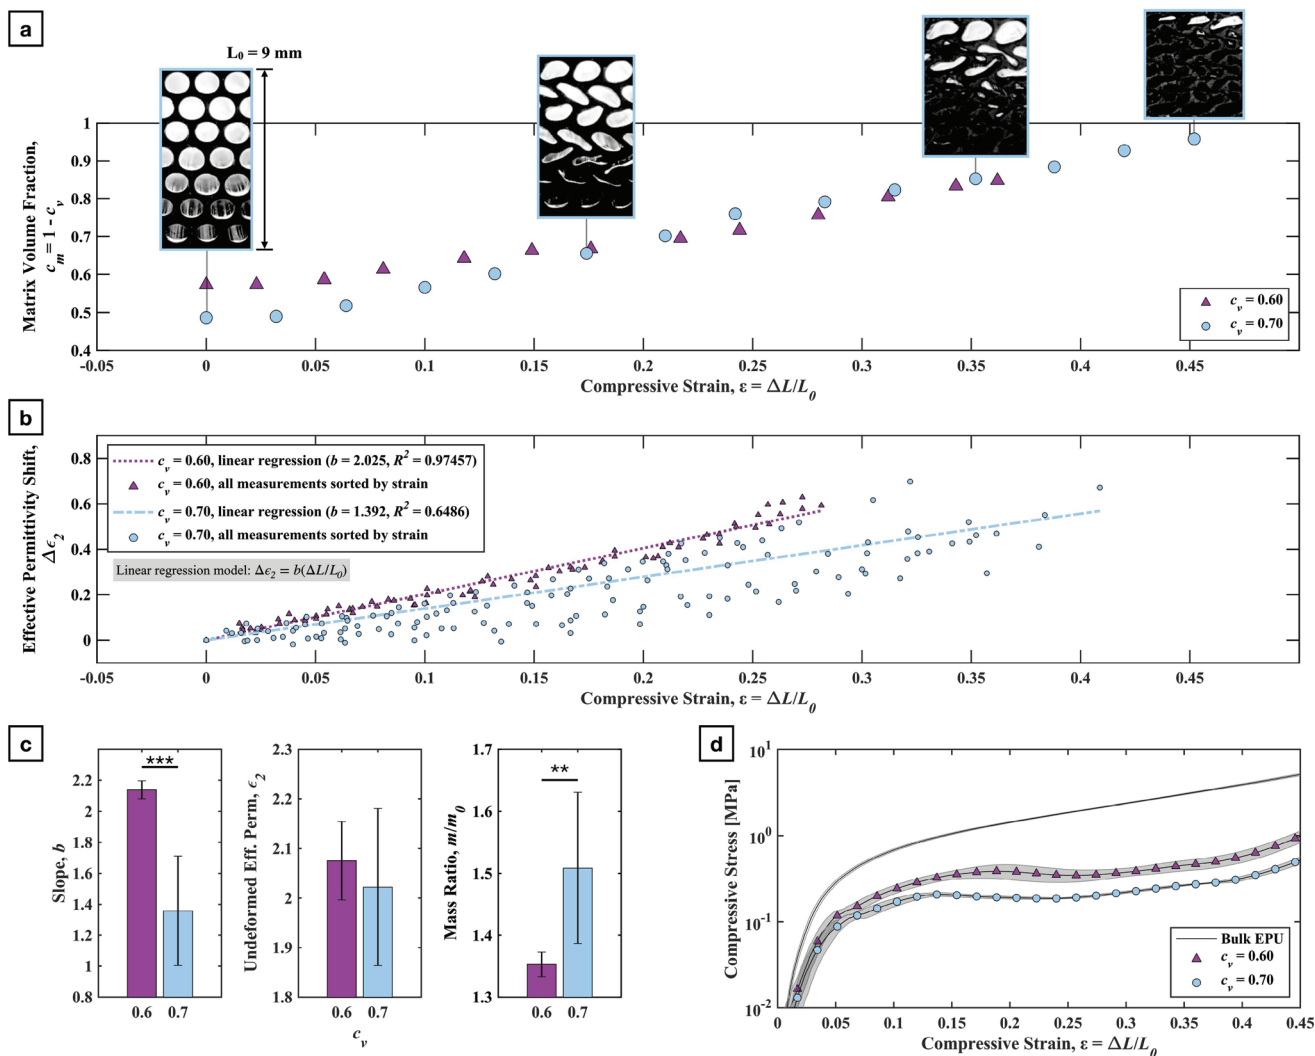 a
L₀ = 9 mm
Matrix Volume Fraction,
c_m = 1 - c_v
1
0.9
0.8
0.7
0.6
0.5
0.4
-0.05 0 0.05 0.1 0.15 0.2 0.25 0.3 0.35 0.4 0.45
Compressive Strain, ε = ΔL/L₀
c_v = 0.60
c_v = 0.70
b
Effective Permittivity Shift,
Δϵ₂
0.8
0.6
0.4
0.2
0
c_v = 0.60, linear regression (b = 2.025, R² = 0.97457)
c_v = 0.60, all measurements sorted by strain
c_v = 0.70, linear regression (b = 1.392, R² = 0.6486)
c_v = 0.70, all measurements sorted by strain
Linear regression model: Δϵ₂ = b(ΔL/L₀)
-0.05 0 0.05 0.1 0.15 0.2 0.25 0.3 0.35 0.4 0.45
Compressive Strain, ε = ΔL/L₀
c
Slope, b
2.2
2
1.8
1.6
1.4
1.2
1
0.8
***
0.6 0.7
Undeformed Eff. Perm, ϵ₂
2.3
2.2
2.1
2
1.9
1.8
0.6 0.7
c_v
Mass Ratio, m/m₀
1.7
1.6
1.5
1.4
1.3
**
0.6 0.7
d
Compressive Stress [MPa]
10¹
10⁰
10⁻¹
10⁻²
Bulk EPU
c_v = 0.60
c_v = 0.70
0 0.05 0.1 0.15 0.2 0.25 0.3 0.35 0.4 0.45
Compressive Strain, ε = ΔL/L₀